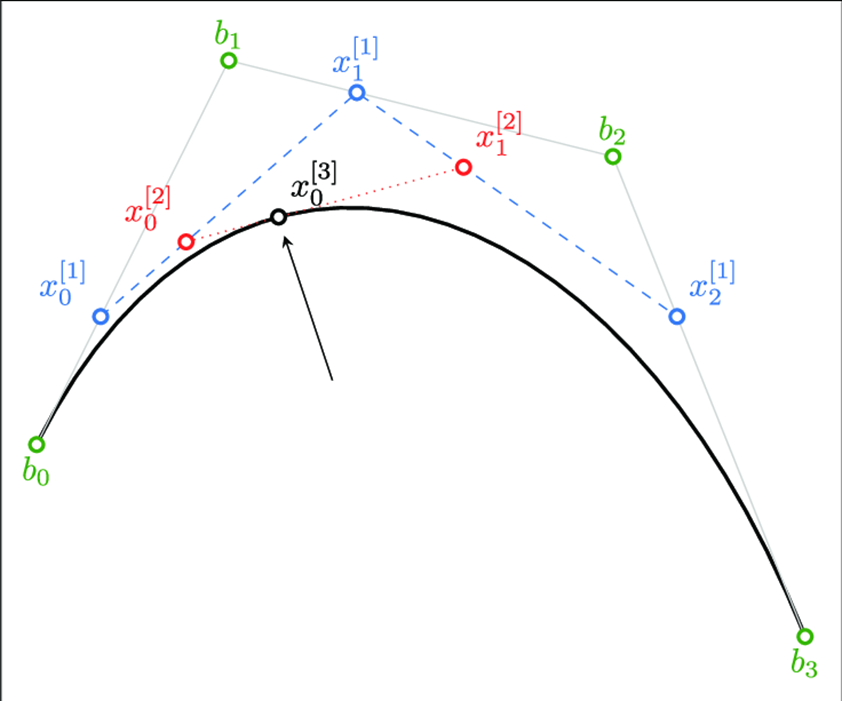 b₁
x₁^[1]
x₁^[2]
b₂
x₀^[3]
x₀^[2]
x₀^[1]
x₂^[1]
b₀
b₃